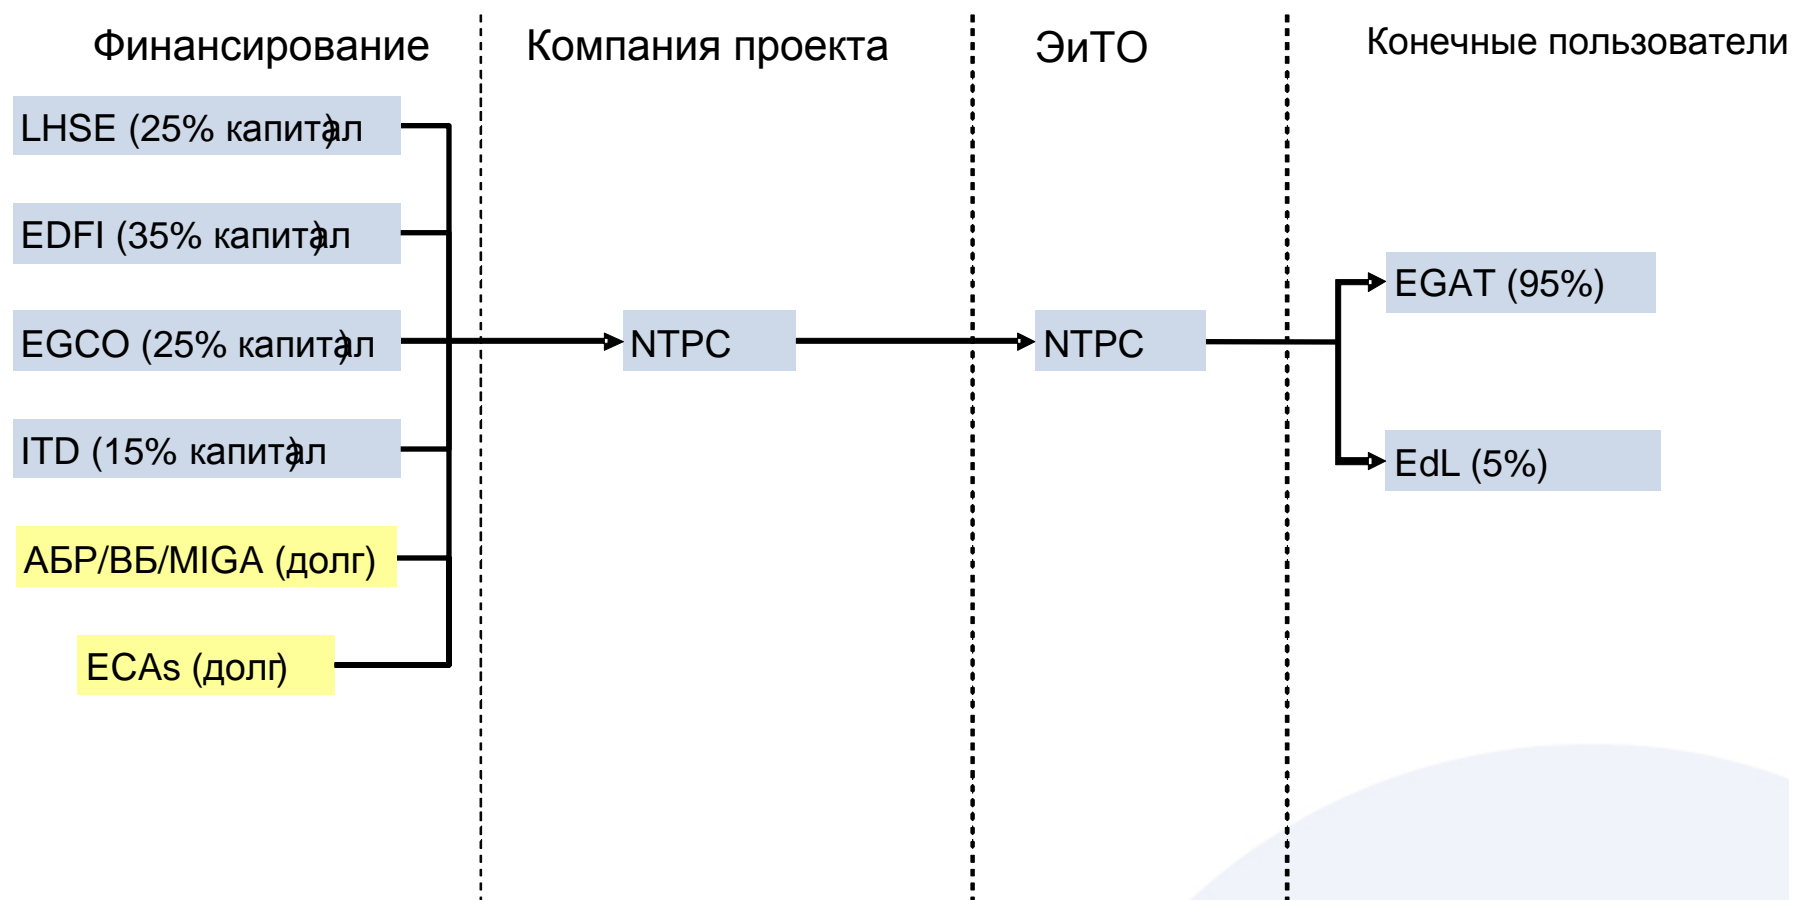 Финансирование
Компания проекта
ЭиТО
Конечные пользователи
LHSE (25% капитал)
EDFI (35% капитал)
EGCO (25% капитал)
ITD (15% капитал)
АБР/ВБ/MIGA (долг)
ECAs (долг)
NTPC
NTPC
EGAT (95%)
EdL (5%)